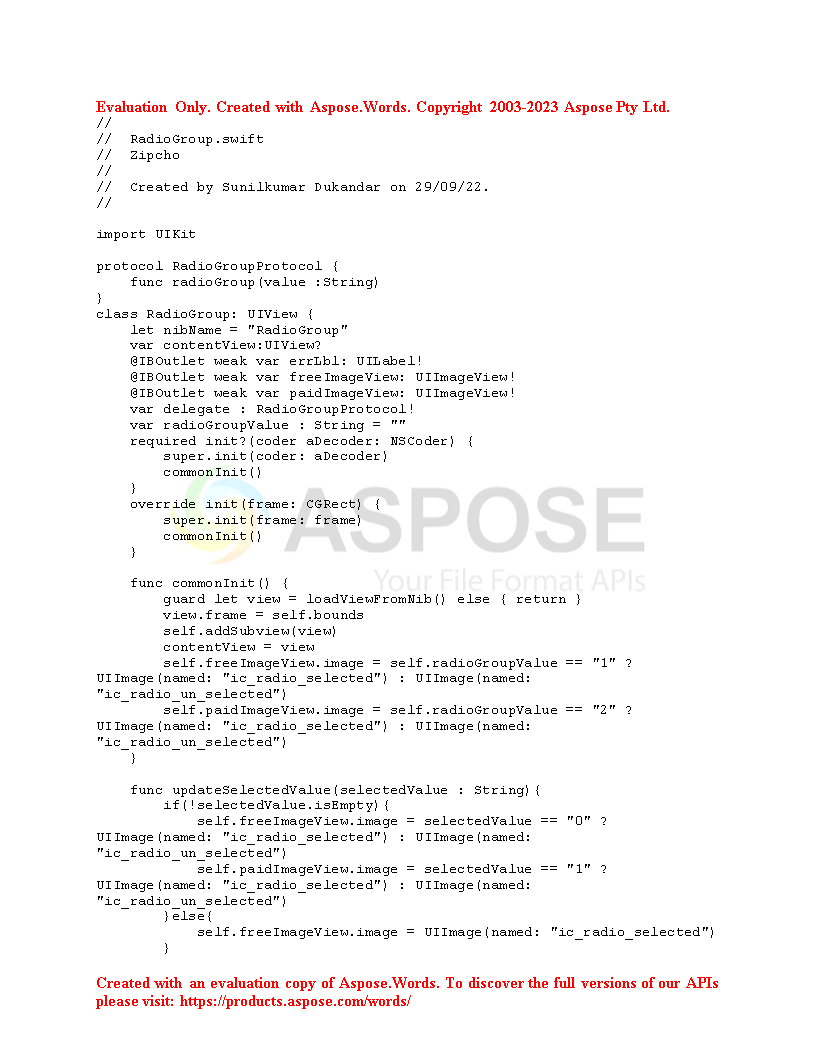 Evaluation Only. Created with Aspose.Words. Copyright 2003-2023 Aspose Pty Ltd.
//
//  RadioGroup.swift
//  Zipcho
//
//  Created by Sunilkumar Dukandar on 29/09/22.
//

import UIKit

protocol RadioGroupProtocol {
    func radioGroup(value :String)
}
class RadioGroup: UIView {
    let nibName = "RadioGroup"
    var contentView:UIView?
    @IBOutlet weak var errLbl: UILabel!
    @IBOutlet weak var freeImageView: UIImageView!
    @IBOutlet weak var paidImageView: UIImageView!
    var delegate : RadioGroupProtocol!
    var radioGroupValue : String = ""
    required init?(coder aDecoder: NSCoder) {
        super.init(coder: aDecoder)
        commonInit()
    }
    override init(frame: CGRect) {
        super.init(frame: frame)
        commonInit()
    }
ASPOSE
Your File Format APIs

    func commonInit() {
        guard let view = loadViewFromNib() else { return }
        view.frame = self.bounds
        self.addSubview(view)
        contentView = view
        self.freeImageView.image = self.radioGroupValue == "1" ?
UIImage(named: "ic_radio_selected") : UIImage(named:
"ic_radio_un_selected")
        self.paidImageView.image = self.radioGroupValue == "2" ?
UIImage(named: "ic_radio_selected") : UIImage(named:
"ic_radio_un_selected")
    }

    func updateSelectedValue(selectedValue : String){
        if(!selectedValue.isEmpty){
            self.freeImageView.image = selectedValue == "0" ?
UIImage(named: "ic_radio_selected") : UIImage(named:
"ic_radio_un_selected")
            self.paidImageView.image = selectedValue == "1" ?
UIImage(named: "ic_radio_selected") : UIImage(named:
"ic_radio_un_selected")
        }else{
            self.freeImageView.image = UIImage(named: "ic_radio_selected")
        }

Created with an evaluation copy of Aspose.Words. To discover the full versions of our APIs
please visit: https://products.aspose.com/words/